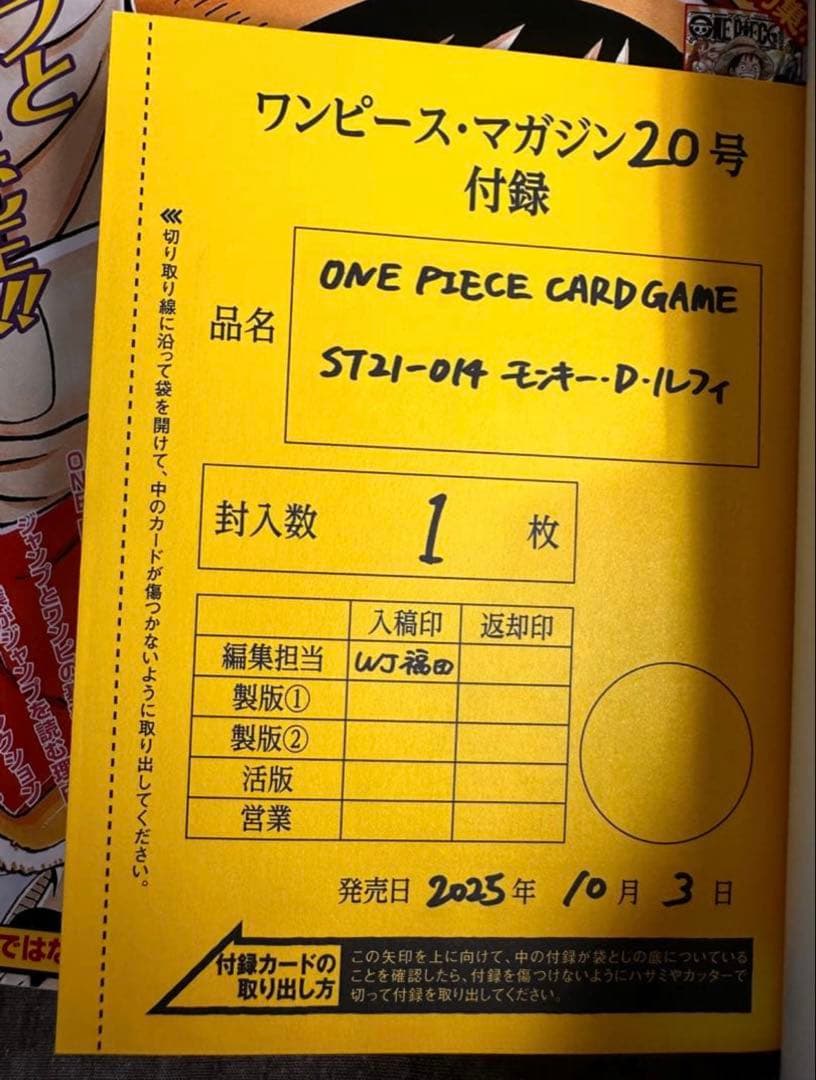 ワンピース・マガジン20号
付録
品名
ONE PIECE CARD GAME
ST21-014 モンキー・D・ルフィ
封入数 1 枚
入稿印 返却印
編集担当 WJ福田
製版①
製版②
活版
営業
発売日 2025年 10月 3日
付録カードの
取り出し方
この矢印を上に向けて、中の付録が袋とじの底についている
ことを確認したら、付録を傷つけないようにハサミやカッターで
切って付録を取り出してください。
切り取り線に沿って袋を開けて、中のカードが傷つかないように取り出してください。
ONE PIECE
ではな